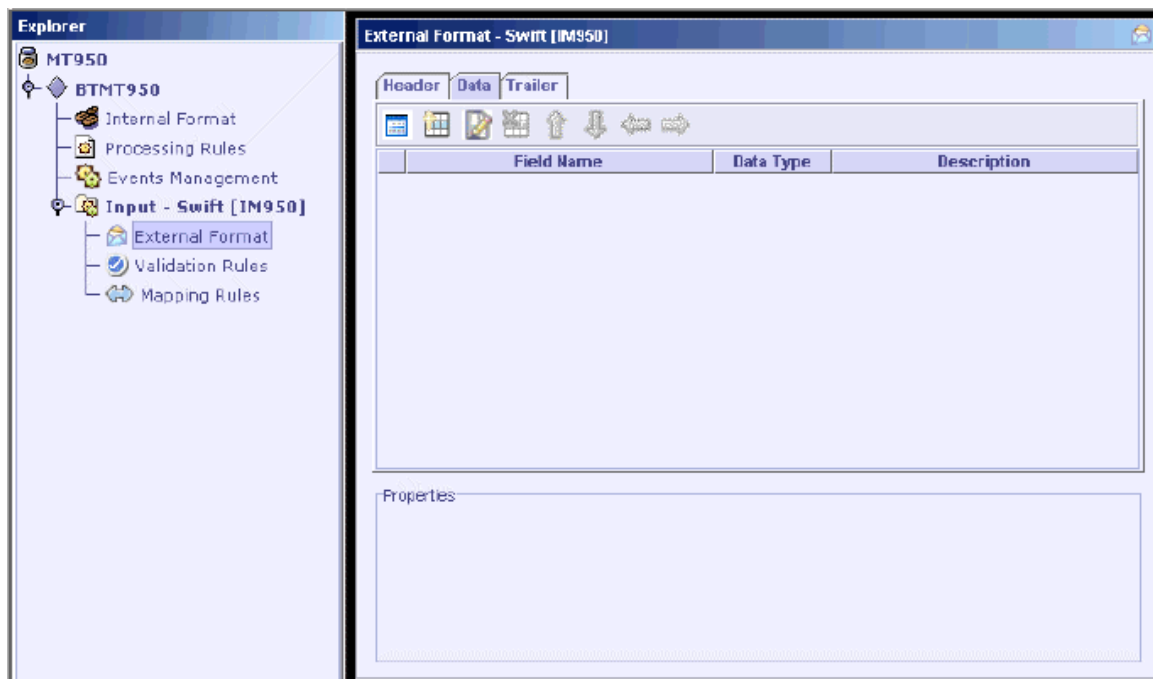 Explorer
MT950
BTMT950
Internal Format
Processing Rules
Events Management
Input - Swift [IM950]
External Format
Validation Rules
Mapping Rules
External Format - Swift [IM950]
Header Data Trailer
Field Name Data Type Description
Properties